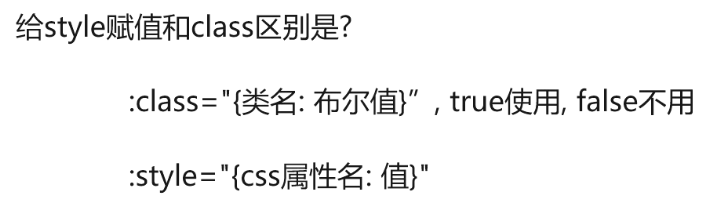 给style赋值和class区别是?
:class="{类名: 布尔值}”, true使用, false不用
:style="{css属性名: 值}"